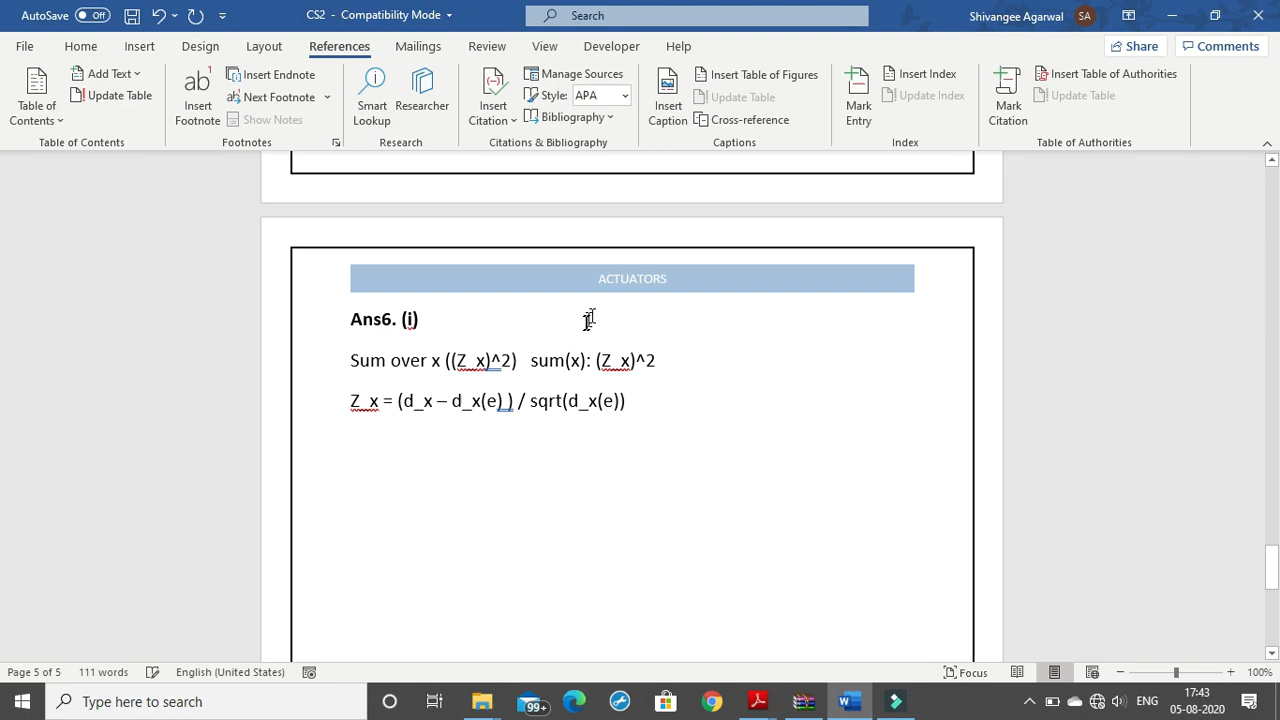 AutoSave Off CS2 - Compatibility Mode Search Shivangee Agarwal SA
File Home Insert Design Layout References Mailings Review View Developer Help Share Comments
Table of Contents
Add Text
Update Table
Table of Contents
ab
1
Insert Footnote
Insert Endnote
Next Footnote
Show Notes
Footnotes
Smart Lookup
Researcher
Research
Insert Citation
Manage Sources
Style: APA
Bibliography
Citations & Bibliography
Insert Caption
Insert Table of Figures
Update Table
Cross-reference
Captions
Mark Entry
Insert Index
Update Index
Index
Mark Citation
Insert Table of Authorities
Update Table
Table of Authorities
ACTUATORS
Ans6. (i)
Sum over x ((Z_x)^2) sum(x): (Z_x)^2
Z_x = (d_x – d_x(e) ) / sqrt(d_x(e))
Page 5 of 5 111 words English (United States) Focus 100%
Type here to search 99+ ENG 17:43
05-08-2020